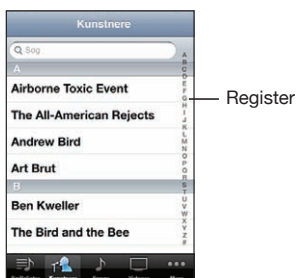 Kunstnere
Søg
A
Airborne Toxic Event
The All-American Rejects
Andrew Bird
Art Brut
B
Ben Kweller
The Bird and the Bee
A
B
C
D
E
F
G
H
I
J
K
L
M
N
O
P
Q
R
S
T
U
V
W
X
Y
Z
#
Register